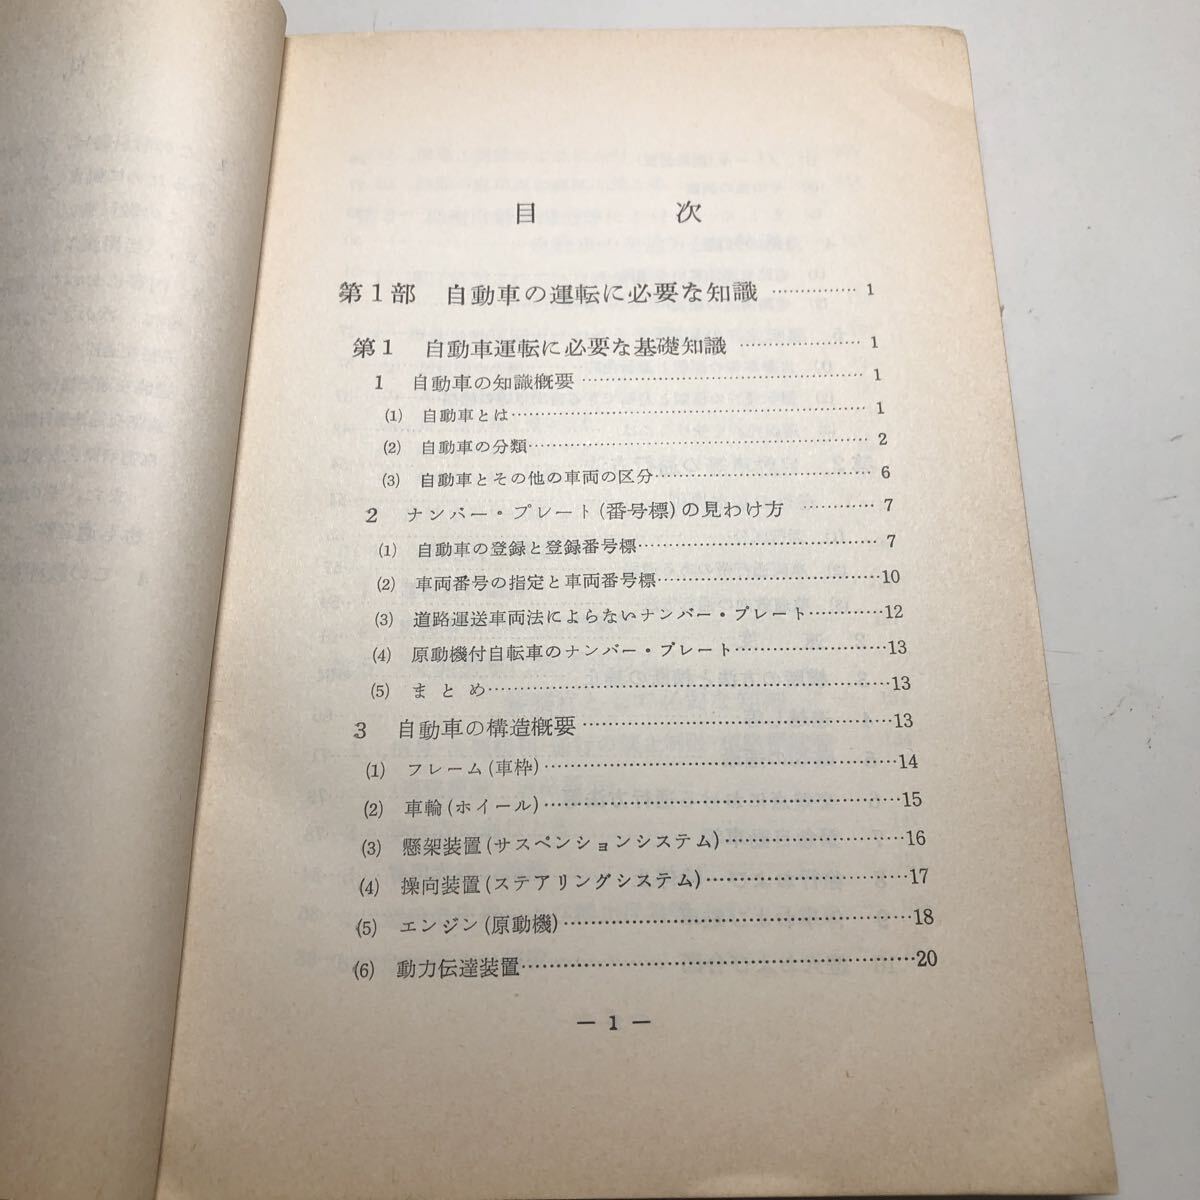 目 次
第1部 自動車の運転に必要な知識 …………… 1
第1 自動車運転に必要な基礎知識 ………………… 1
1 自動車の知識概要 ………………………………… 1
(1) 自動車とは……………………………………………… 1
(2) 自動車の分類…………………………………………… 2
(3) 自動車とその他の車両の区分………………………… 6
2 ナンバー・プレート(番号標)の見わけ方 ………… 7
(1) 自動車の登録と登録番号標…………………………… 7
(2) 車両番号の指定と車両番号標…………………………10
(3) 道路運送車両法によらないナンバー・プレート…………12
(4) 原動機付自転車のナンバー・プレート…………………13
(5) まとめ……………………………………………………13
3 自動車の構造概要 ……………………………………13
(1) フレーム(車枠)…………………………………………14
(2) 車輪(ホイール)…………………………………………15
(3) 懸架装置(サスペンションシステム)……………………16
(4) 操向装置(ステアリングシステム)………………………17
(5) エンジン(原動機)………………………………………18
(6) 動力伝達装置……………………………………………20
— 1 —